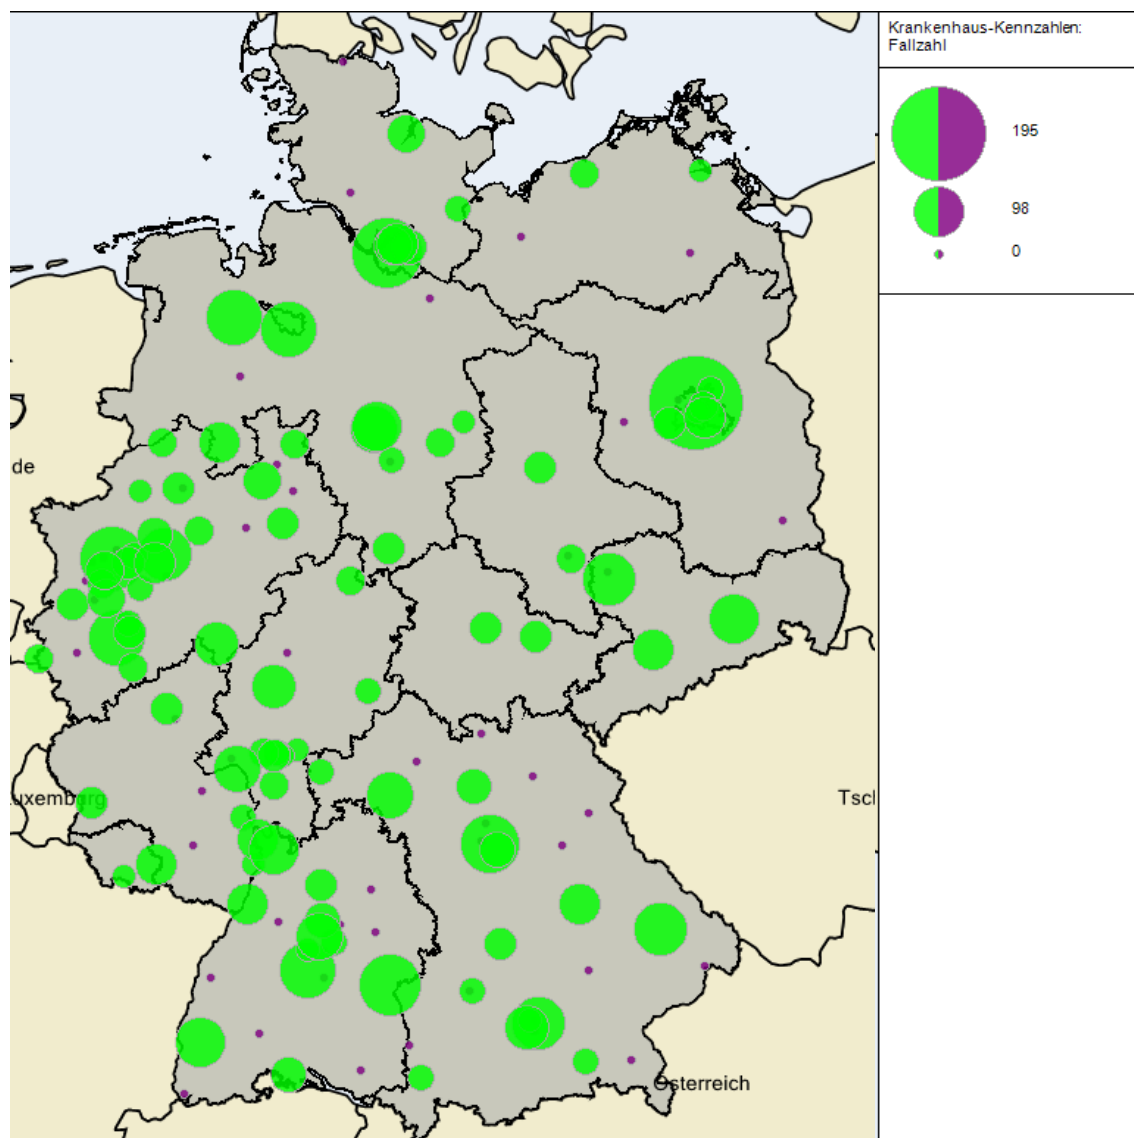 Krankenhaus-Kennzahlen:
Fallzahl
195
98
0
de
uxemburg
Tsch
Österreich